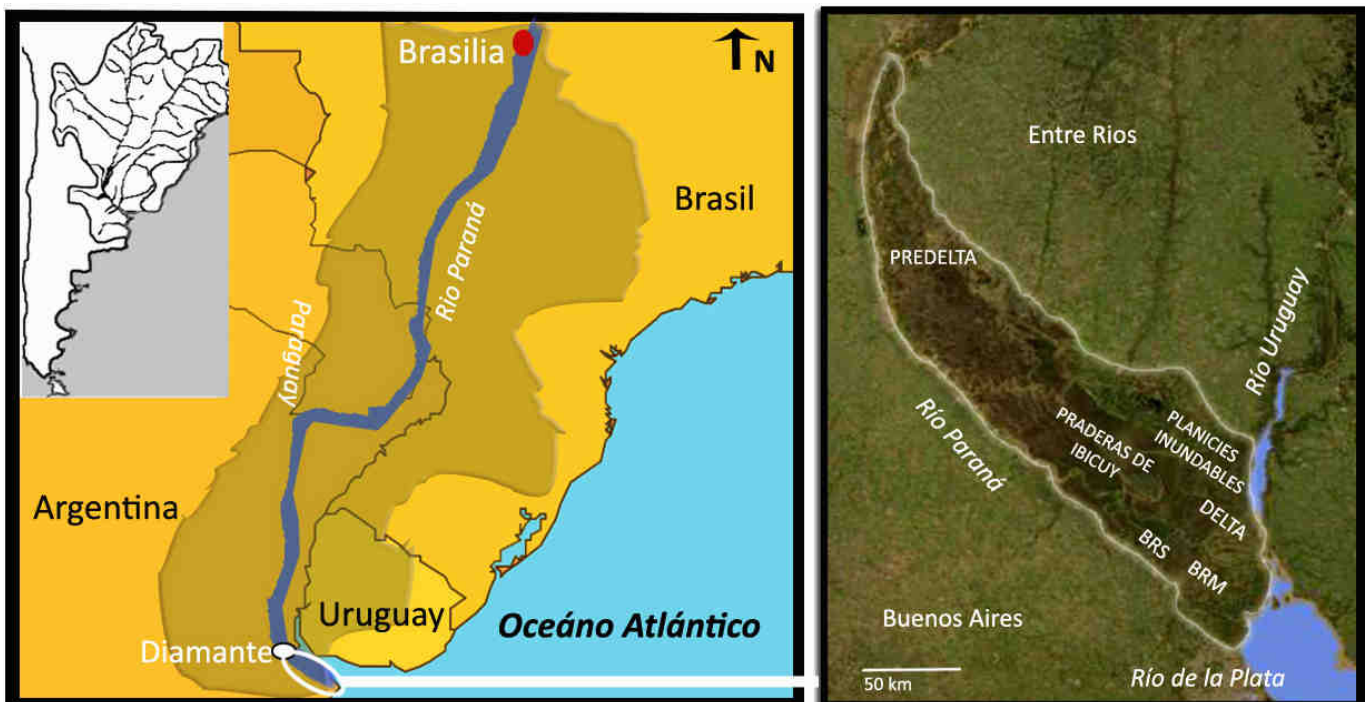 Brasilia
N
Brasil
Río Paraná
Paraguay
Argentina
Uruguay
Oceáno Atlántico
Diamante
Entre Rios
PREDELTA
Río Uruguay
Río Paraná
PRADERAS DE
IBICUY
PLANICIES
INUNDABLES
DELTA
BRS
BRM
Buenos Aires
50 km
Río de la Plata